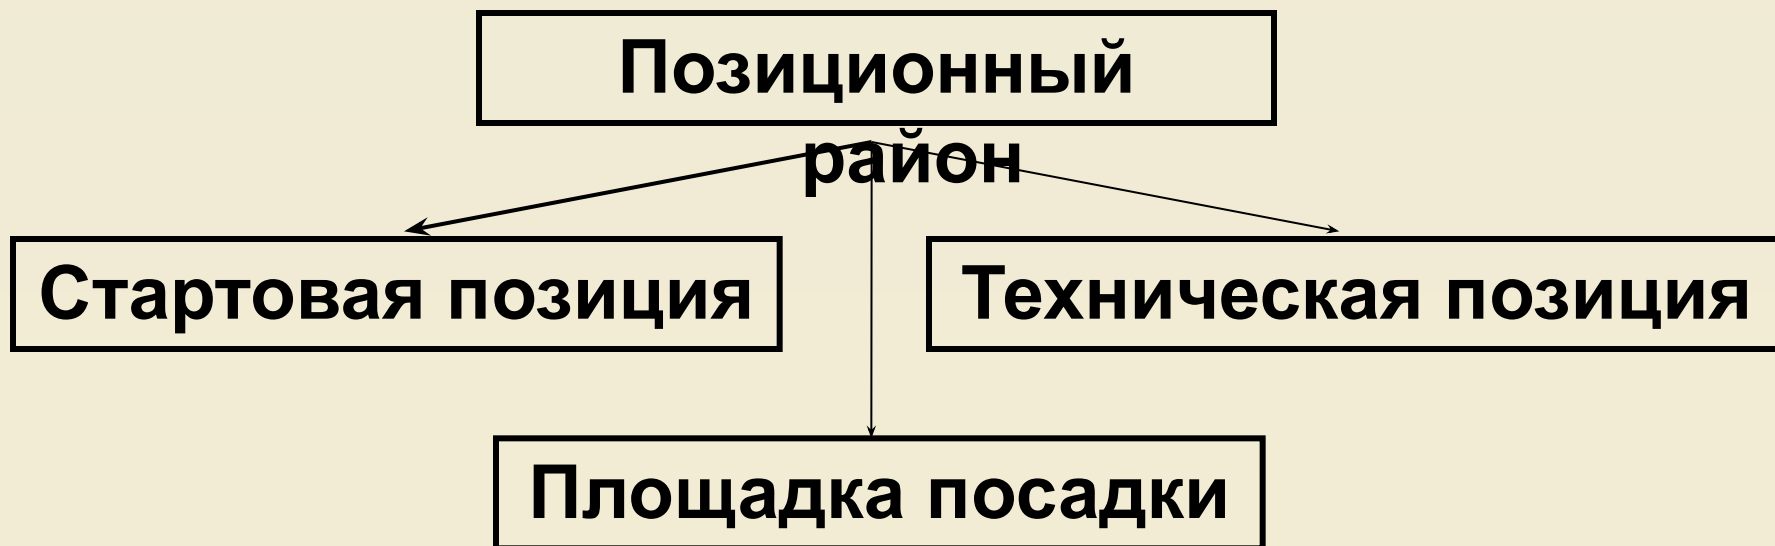 Позиционный
район
Стартовая позиция
Техническая позиция
Площадка посадки